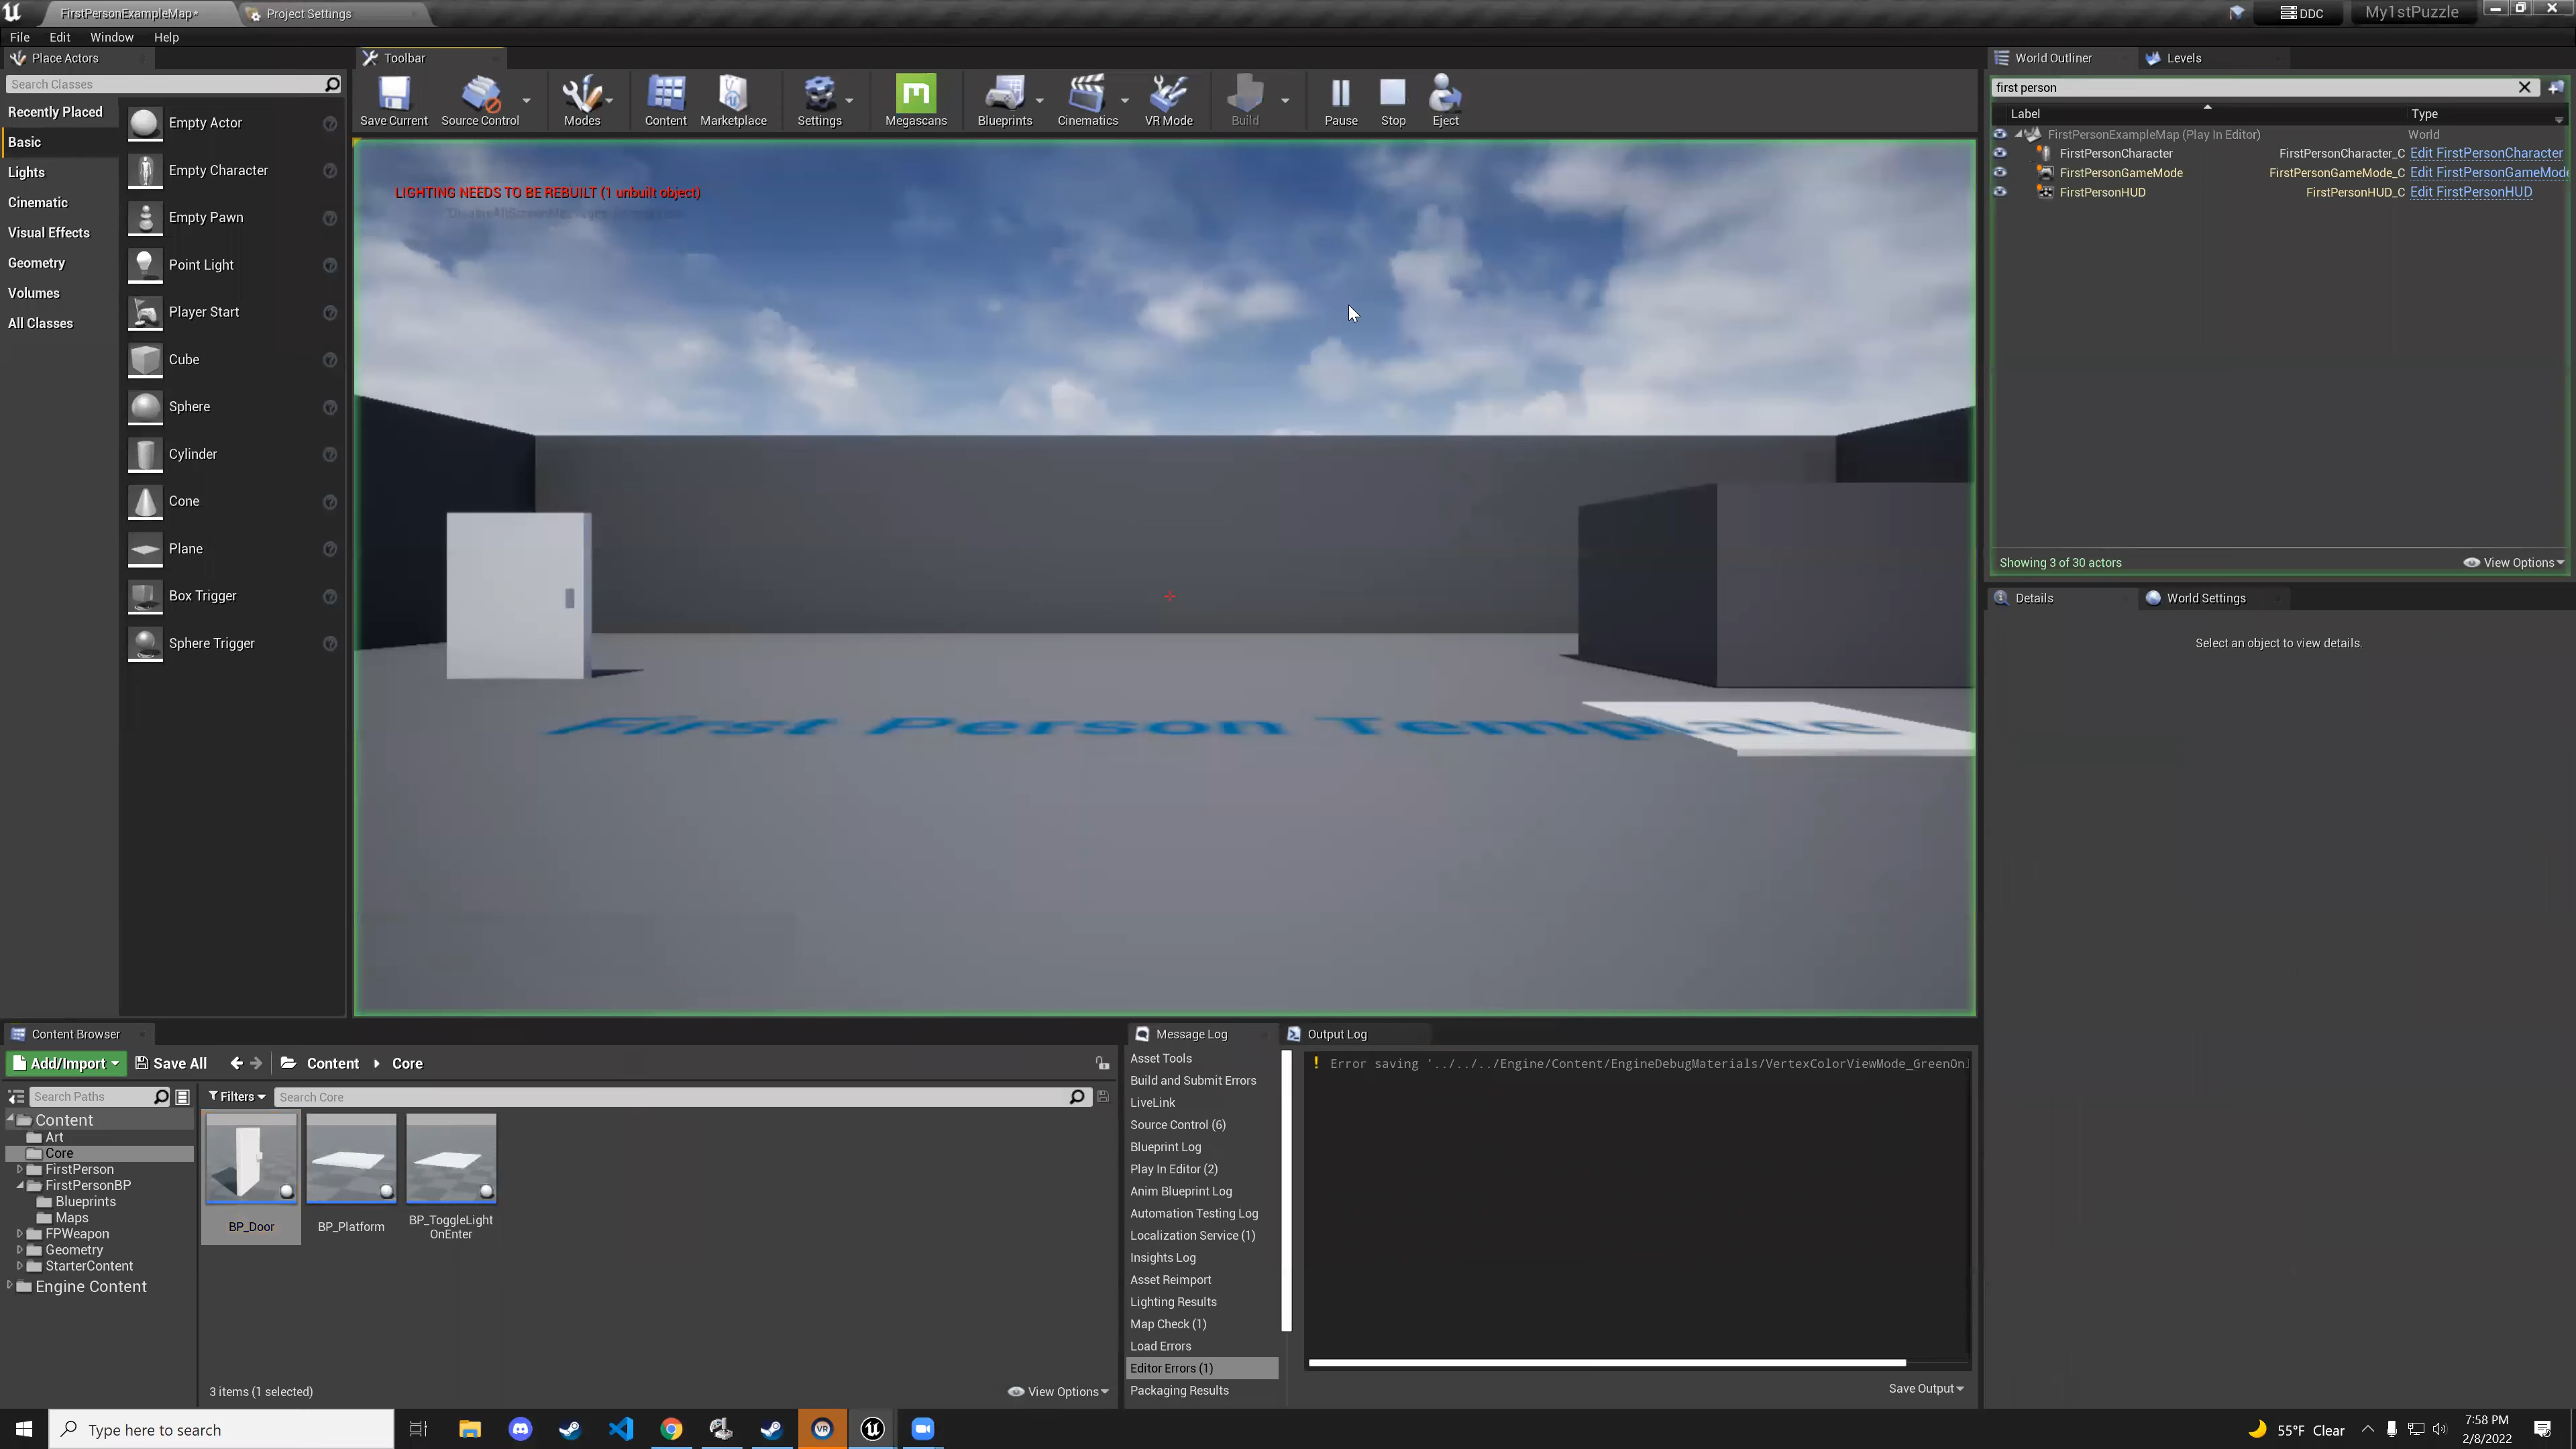 FirstPersonExampleMap*
Project Settings
DDC
My1stPuzzle
File Edit Window Help
Place Actors
Toolbar
World Outliner
Levels
Search Classes
Recently Placed
Basic
Lights
Cinematic
Visual Effects
Geometry
Volumes
All Classes
Empty Actor
Empty Character
Empty Pawn
Point Light
Player Start
Cube
Sphere
Cylinder
Cone
Plane
Box Trigger
Sphere Trigger
Save Current
Source Control
Modes
Content
Marketplace
Settings
Megascans
Blueprints
Cinematics
VR Mode
Build
Pause
Stop
Eject
LIGHTING NEEDS TO BE REBUILT (1 unbuilt object)
First Person Template
first person
Label
Type
FirstPersonExampleMap (Play In Editor)
World
FirstPersonCharacter
FirstPersonCharacter_C
Edit FirstPersonCharacter
FirstPersonGameMode
FirstPersonGameMode_C
Edit FirstPersonGameMode
FirstPersonHUD
FirstPersonHUD_C
Edit FirstPersonHUD
Showing 3 of 30 actors
View Options
Details
World Settings
Select an object to view details.
Content Browser
Add/Import
Save All
Content
Core
Search Paths
Filters
Search Core
Content
Art
Core
FirstPerson
FirstPersonBP
Blueprints
Maps
FPWeapon
Geometry
StarterContent
Engine Content
BP_Door
BP_Platform
BP_ToggleLight
OnEnter
3 items (1 selected)
View Options
Message Log
Output Log
Asset Tools
Build and Submit Errors
LiveLink
Source Control (6)
Blueprint Log
Play In Editor (2)
Anim Blueprint Log
Automation Testing Log
Localization Service (1)
Insights Log
Asset Reimport
Lighting Results
Map Check (1)
Load Errors
Editor Errors (1)
Packaging Results
Error saving '../../../Engine/Content/EngineDebugMaterials/VertexColorViewMode_GreenOnl
Save Output
Type here to search
VR
55°F Clear
7:58 PM
2/8/2022